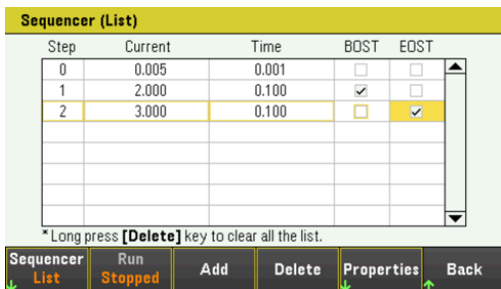 Sequencer (List)
Step Current Time BOST EOST
0 0.005 0.001
1 2.000 0.100
2 3.000 0.100
*Long press [Delete] key to clear all the list.
Sequencer List Run Stopped Add Delete Properties Back